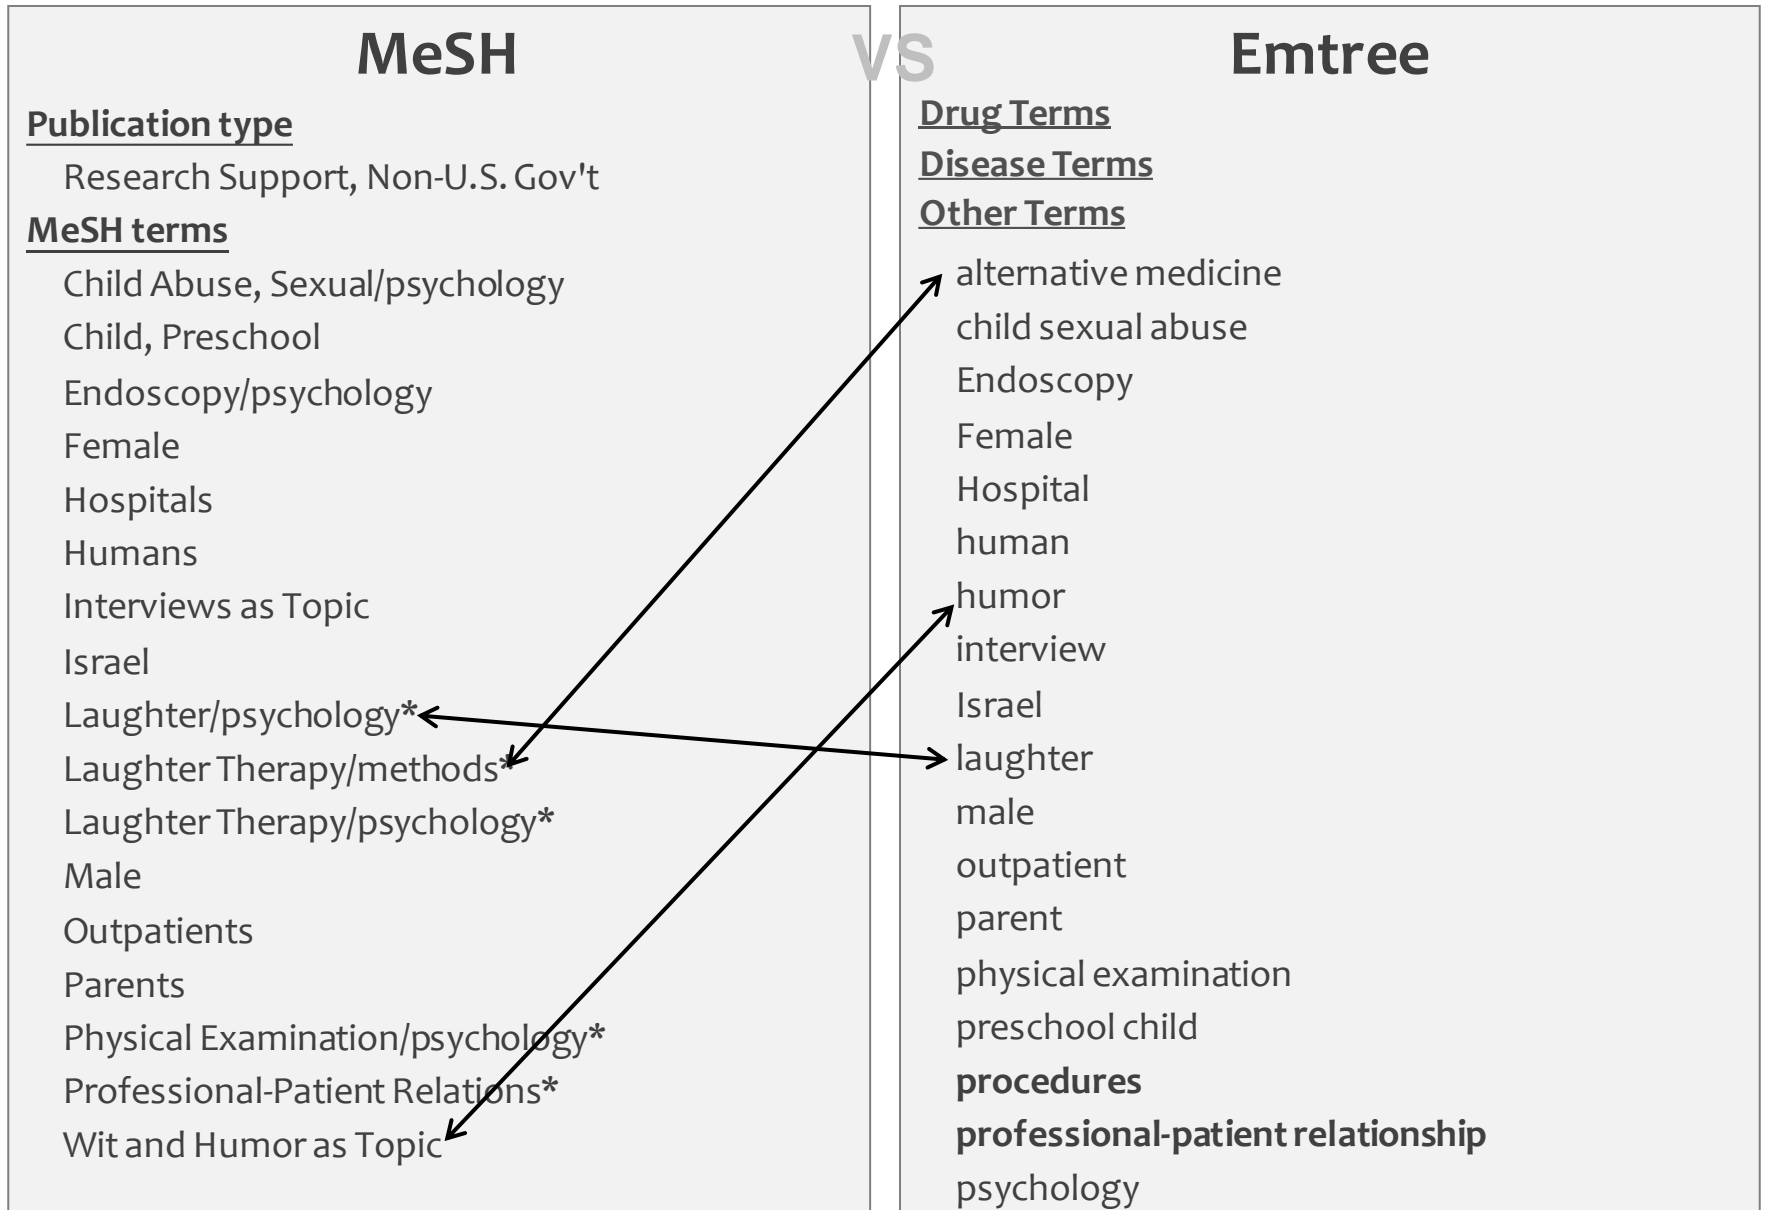 MeSH
VS
Emtree
Publication type
Research Support, Non-U.S. Gov't
MeSH terms
Child Abuse, Sexual/psychology
Child, Preschool
Endoscopy/psychology
Female
Hospitals
Humans
Interviews as Topic
Israel
Laughter/psychology*
Laughter Therapy/methods*
Laughter Therapy/psychology*
Male
Outpatients
Parents
Physical Examination/psychology*
Professional-Patient Relations*
Wit and Humor as Topic
Drug Terms
Disease Terms
Other Terms
alternative medicine
child sexual abuse
Endoscopy
Female
Hospital
human
humor
interview
Israel
laughter
male
outpatient
parent
physical examination
preschool child
procedures
professional-patient relationship
psychology